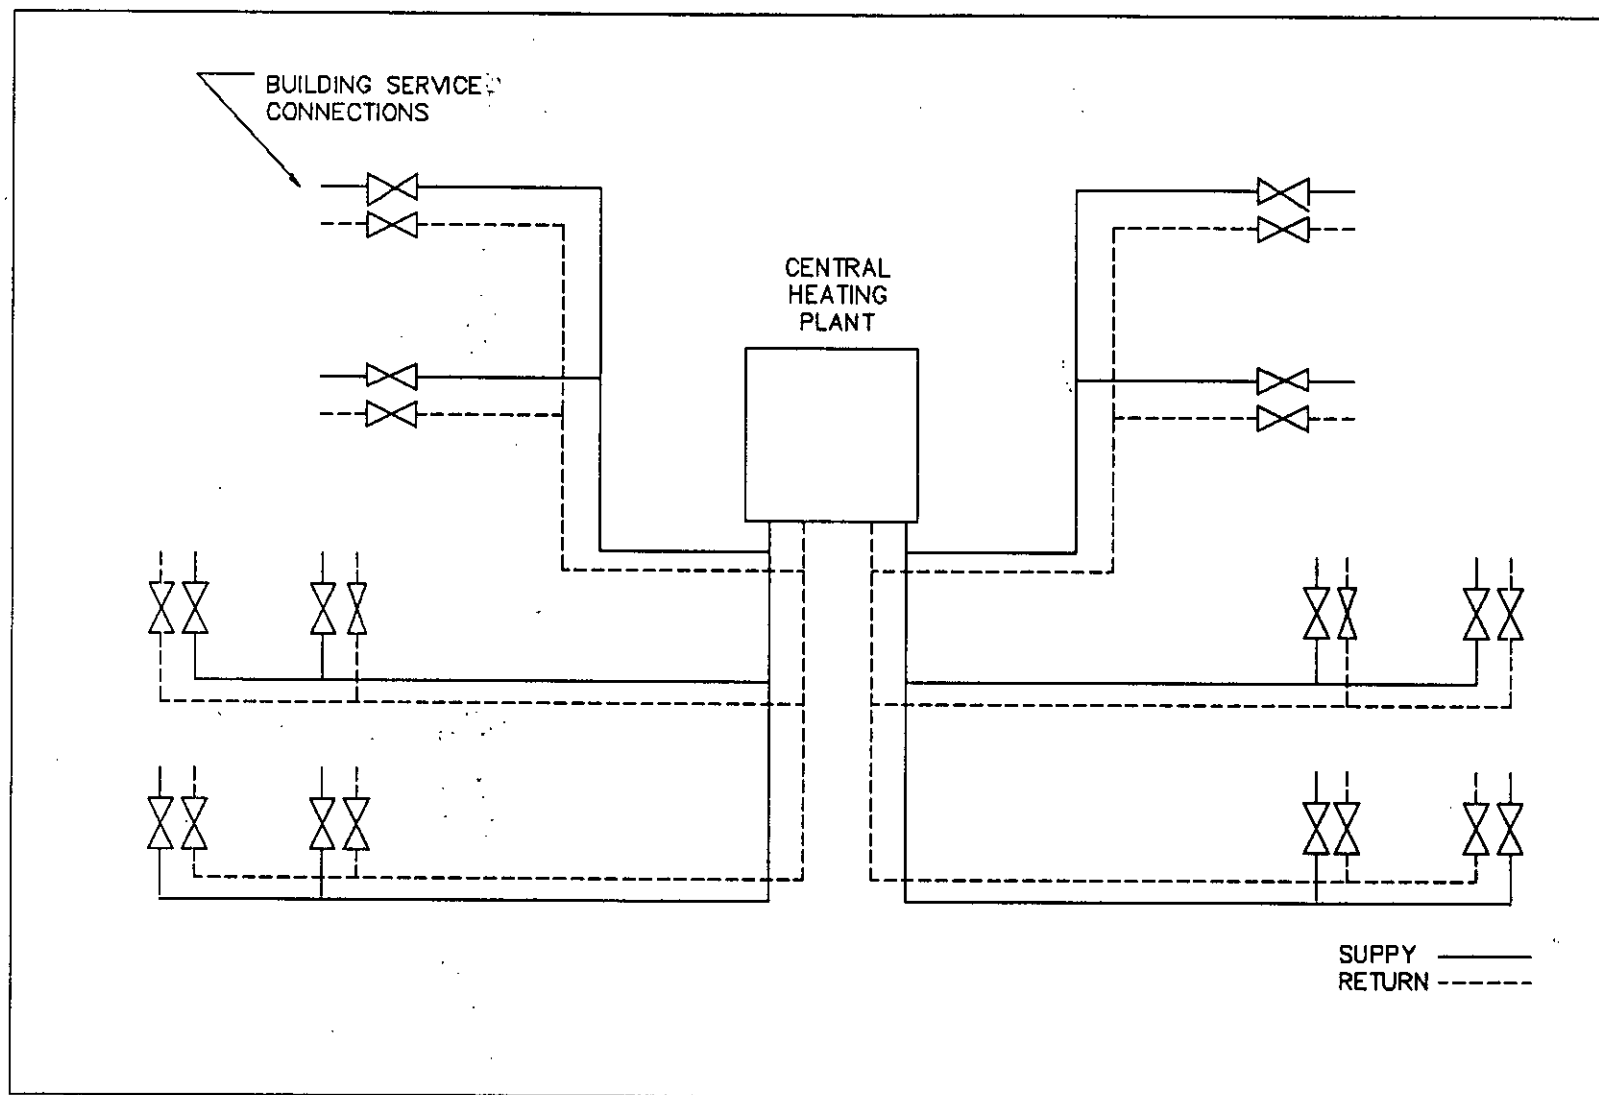 BUILDING SERVICE
CONNECTIONS
CENTRAL
HEATING
PLANT
SUPPY
RETURN